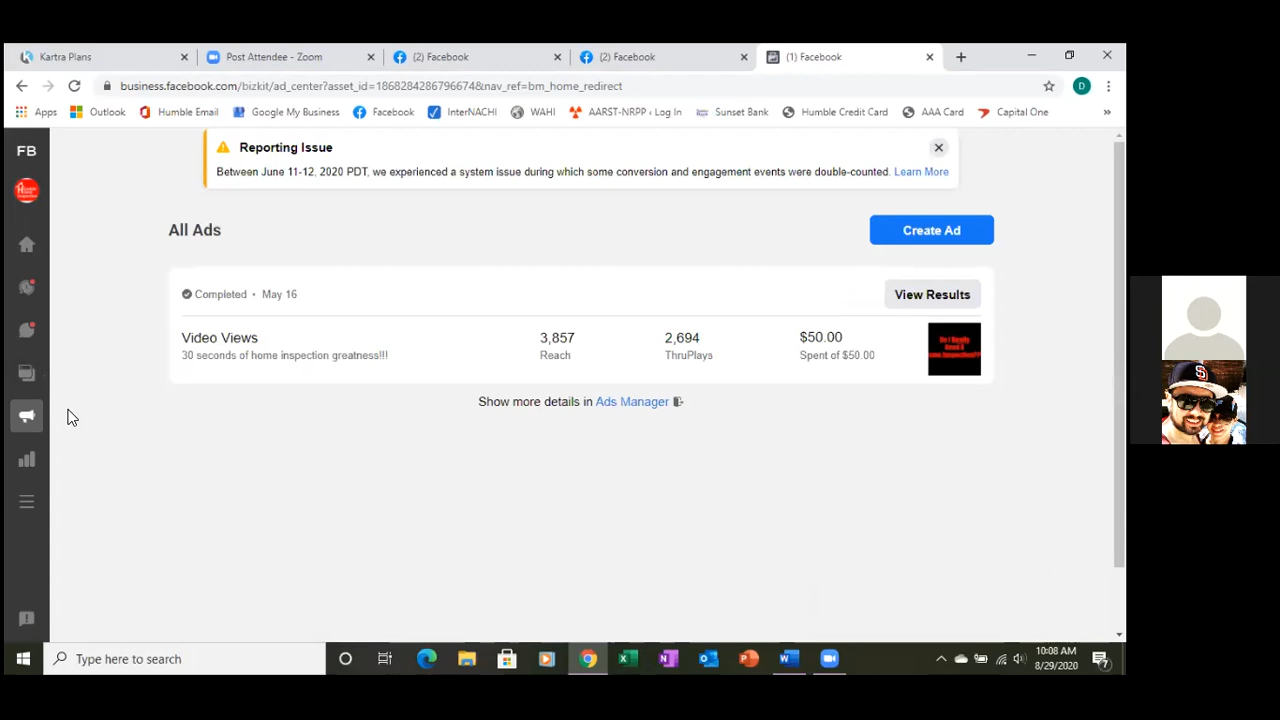 Kartra Plans
Post Attendee - Zoom
(2) Facebook
(2) Facebook
(1) Facebook
business.facebook.com/bizkit/ad_center?asset_id=1868284286796674&nav_ref=bm_home_redirect
D
Apps
Outlook
Humble Email
Google My Business
Facebook
InterNACHI
WAHI
AARST-NRPP ‹ Log In
Sunset Bank
Humble Credit Card
AAA Card
Capital One
»
FB
Reporting Issue
Between June 11-12, 2020 PDT, we experienced a system issue during which some conversion and engagement events were double-counted. Learn More
All Ads
Create Ad
Completed • May 16
View Results
Video Views
3,857
2,694
$50.00
30 seconds of home inspection greatness!!!
Reach
ThruPlays
Spent of $50.00
Show more details in Ads Manager
Type here to search
10:08 AM
8/29/2020